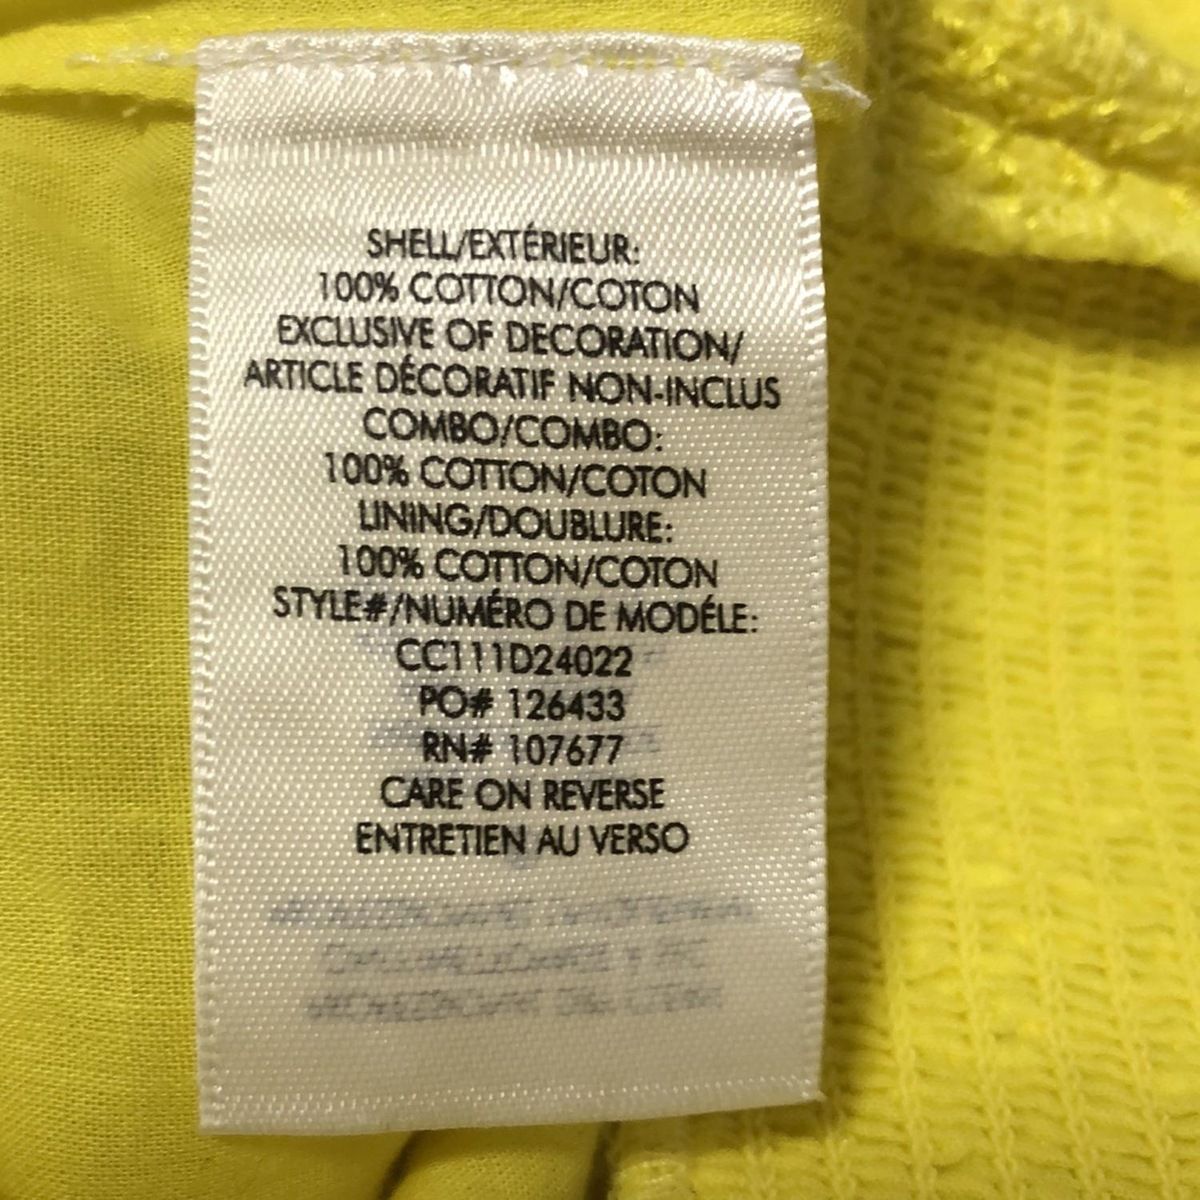 SHELL/EXTÉRIEUR:
100% COTTON/COTON
EXCLUSIVE OF DECORATION/
ARTICLE DÉCORATIF NON-INCLUS
COMBO/COMBO:
100% COTTON/COTON
LINING/DOUBLURE:
100% COTTON/COTON
STYLE#/NUMÉRO DE MODÉLE:
CC111D24022
PO# 126433
RN# 107677
CARE ON REVERSE
ENTRETIEN AU VERSO